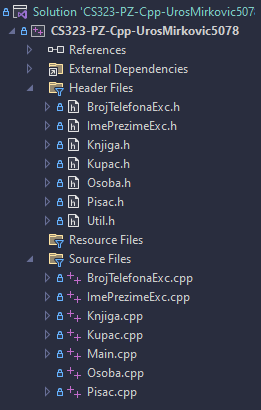 Solution 'CS323-PZ-Cpp-UrosMirkovic5078
CS323-PZ-Cpp-UrosMirkovic5078
References
External Dependencies
Header Files
BrojTelefonaExc.h
ImePrezimeExc.h
Knjiga.h
Kupac.h
Osoba.h
Pisac.h
Util.h
Resource Files
Source Files
BrojTelefonaExc.cpp
ImePrezimeExc.cpp
Knjiga.cpp
Kupac.cpp
Main.cpp
Osoba.cpp
Pisac.cpp